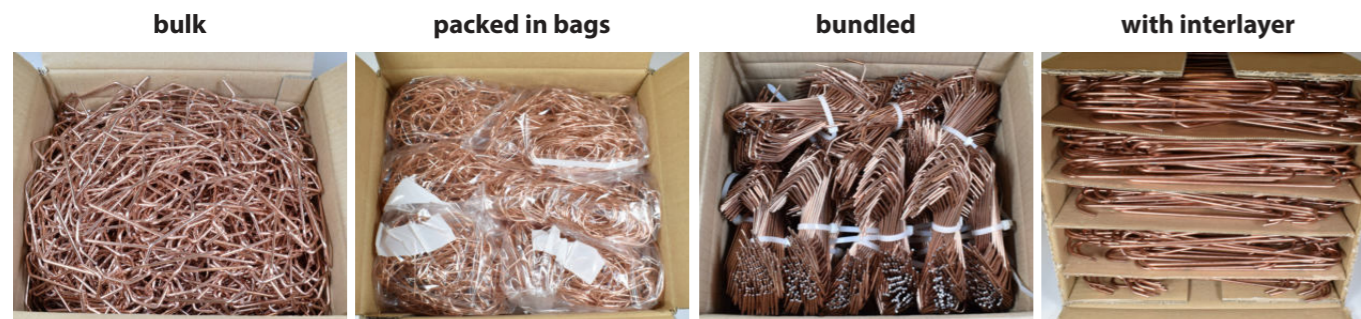 bulk
packed in bags
bundled
with interlayer